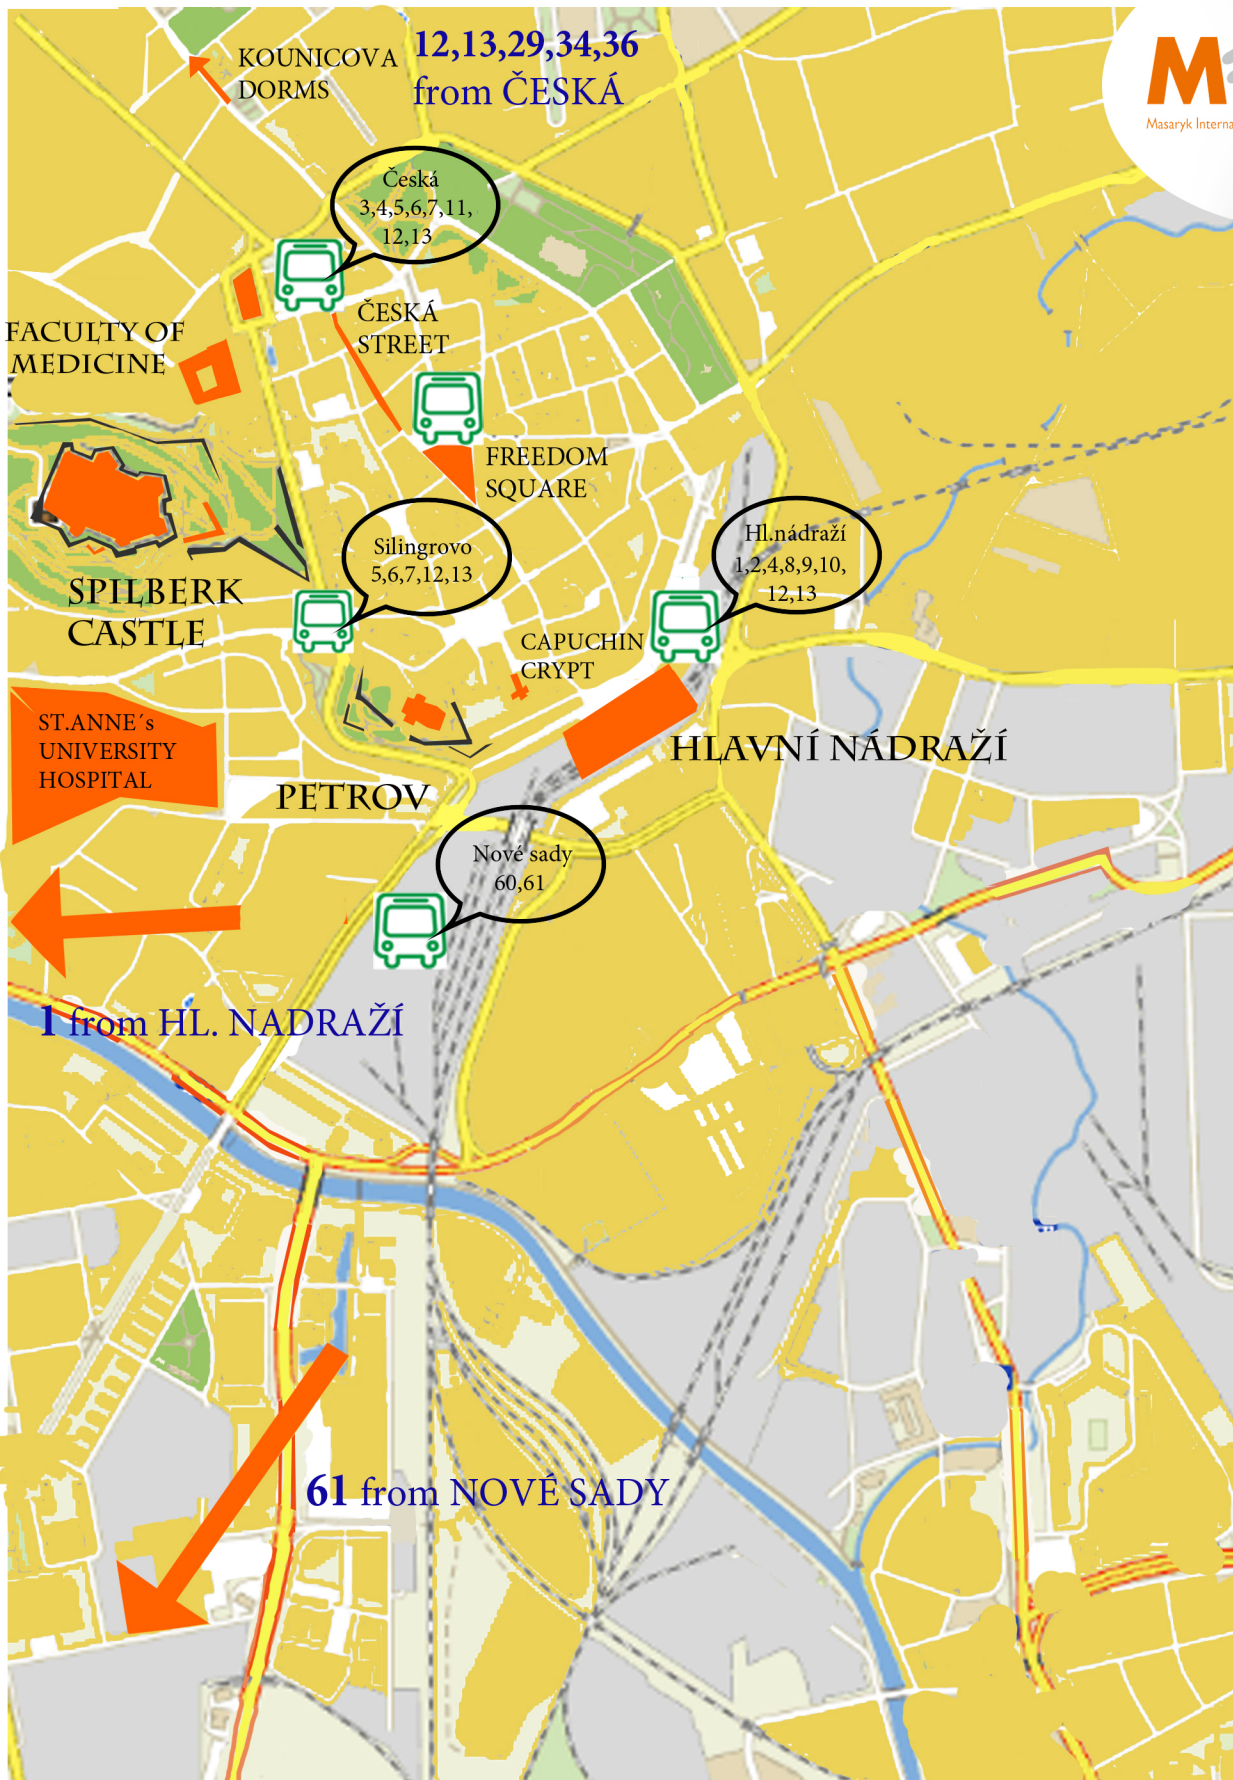 KOUNICOVA
DORMS
12,13,29,34,36
from ČESKÁ
M
Masaryk Interna
Česká
3,4,5,6,7,11,
12,13
ČESKÁ
STREET
FACULTY OF
MEDICINE
FREEDOM
SQUARE
Silingrovo
5,6,7,12,13
Hl.nádraží
1,2,4,8,9,10,
12,13
SPILBERK
CASTLE
CAPUCHIN
CRYPT
ST.ANNE´s
UNIVERSITY
HOSPITAL
HLAVNÍ NÁDRAŽÍ
PETROV
Nové sady
60,61
1 from HL. NADRAŽÍ
61 from NOVÉ SADY